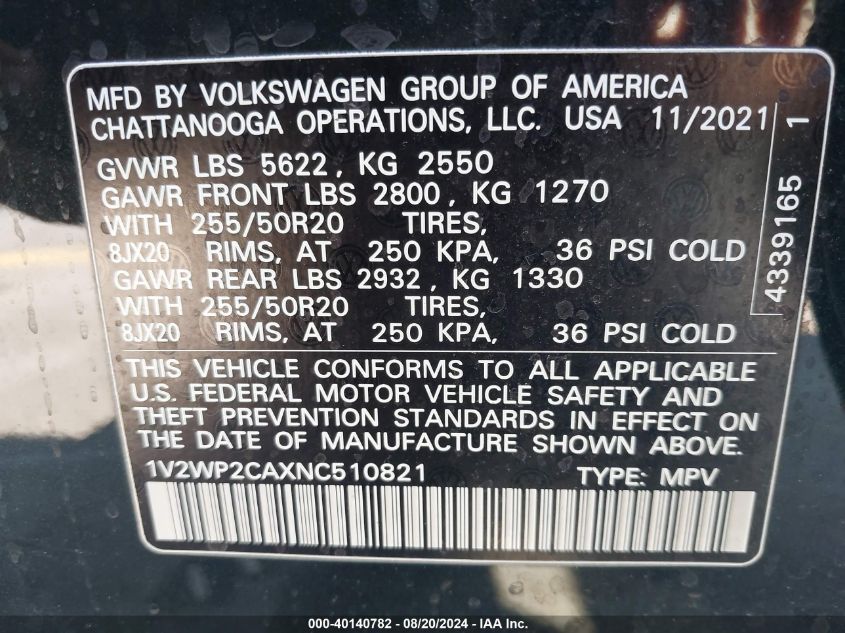 MFD BY VOLKSWAGEN GROUP OF AMERICA
CHATTANOOGA OPERATIONS, LLC. USA 11/2021
GVWR LBS 5622, KG 2550
GAWR FRONT LBS 2800, KG 1270
WITH 255/50R20 TIRES,
8JX20 RIMS, AT 250 KPA, 36 PSI COLD
GAWR REAR LBS 2932, KG 1330
WITH 255/50R20 TIRES,
8JX20 RIMS, AT 250 KPA, 36 PSI COLD
4339165 1
THIS VEHICLE CONFORMS TO ALL APPLICABLE
U.S. FEDERAL MOTOR VEHICLE SAFETY AND
THEFT PREVENTION STANDARDS IN EFFECT ON
THE DATE OF MANUFACTURE SHOWN ABOVE.
1V2WP2CAXNC510821 TYPE: MPV
000-40140782 - 08/20/2024 - IAA Inc.